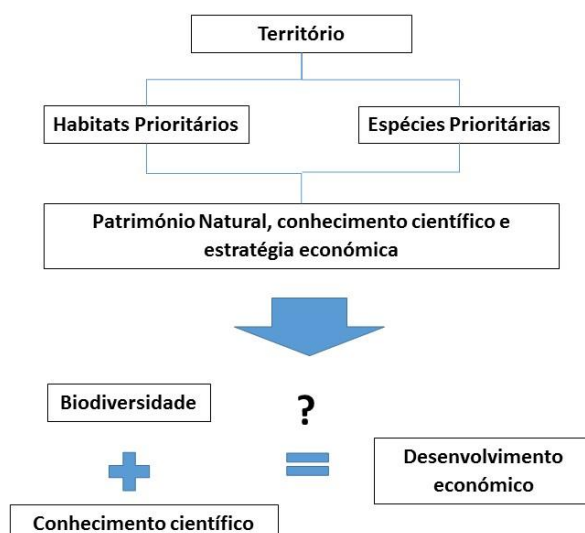 Território
Habitats Prioritários
Espécies Prioritárias
Património Natural, conhecimento científico e
estratégia económica
Biodiversidade
?
Desenvolvimento
económico
Conhecimento científico